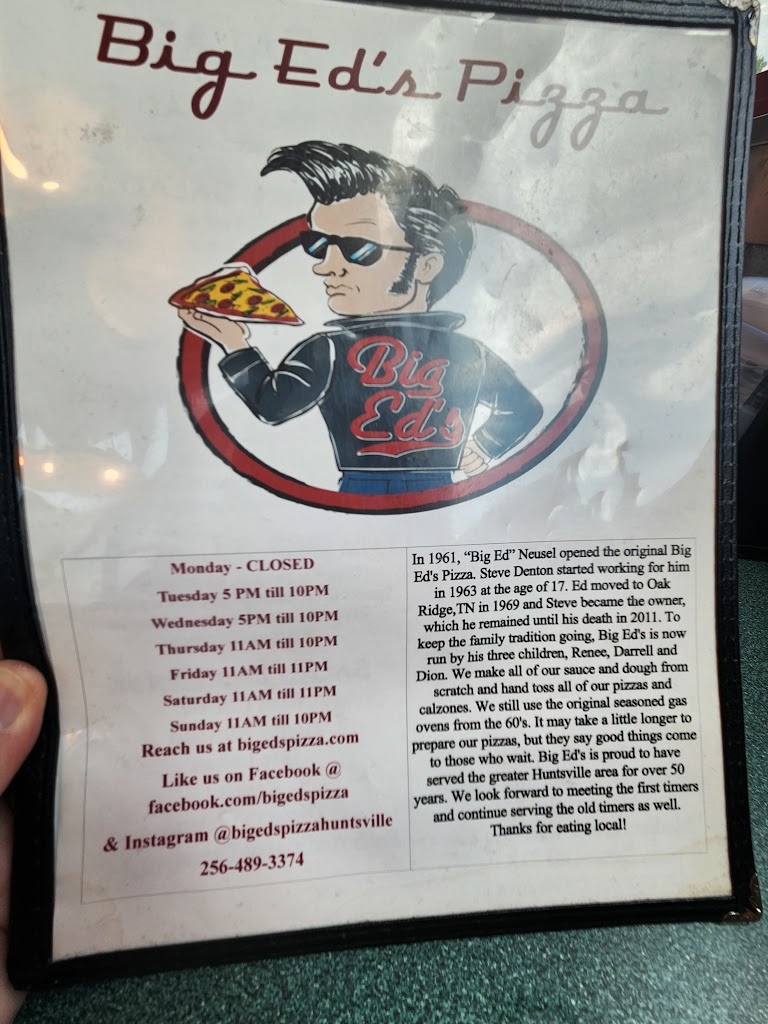 Big Ed's Pizza
Big
Ed's
Monday - CLOSED
Tuesday 5 PM till 10PM
Wednesday 5PM till 10PM
Thursday 11AM till 10PM
Friday 11AM till 11PM
Saturday 11AM till 11PM
Sunday 11AM till 10PM
Reach us at bigedspizza.com
Like us on Facebook @
facebook.com/bigedspizza
& Instagram @bigedspizzahuntsville
256-489-3374
In 1961, “Big Ed” Neusel opened the original Big
Ed's Pizza. Steve Denton started working for him
in 1963 at the age of 17. Ed moved to Oak
Ridge,TN in 1969 and Steve became the owner,
which he remained until his death in 2011. To
keep the family tradition going, Big Ed's is now
run by his three children, Renee, Darrell and
Dion. We make all of our sauce and dough from
scratch and hand toss all of our pizzas and
calzones. We still use the original seasoned gas
ovens from the 60's. It may take a little longer to
prepare our pizzas, but they say good things come
to those who wait. Big Ed's is proud to have
served the greater Huntsville area for over 50
years. We look forward to meeting the first timers
and continue serving the old timers as well.
Thanks for eating local!